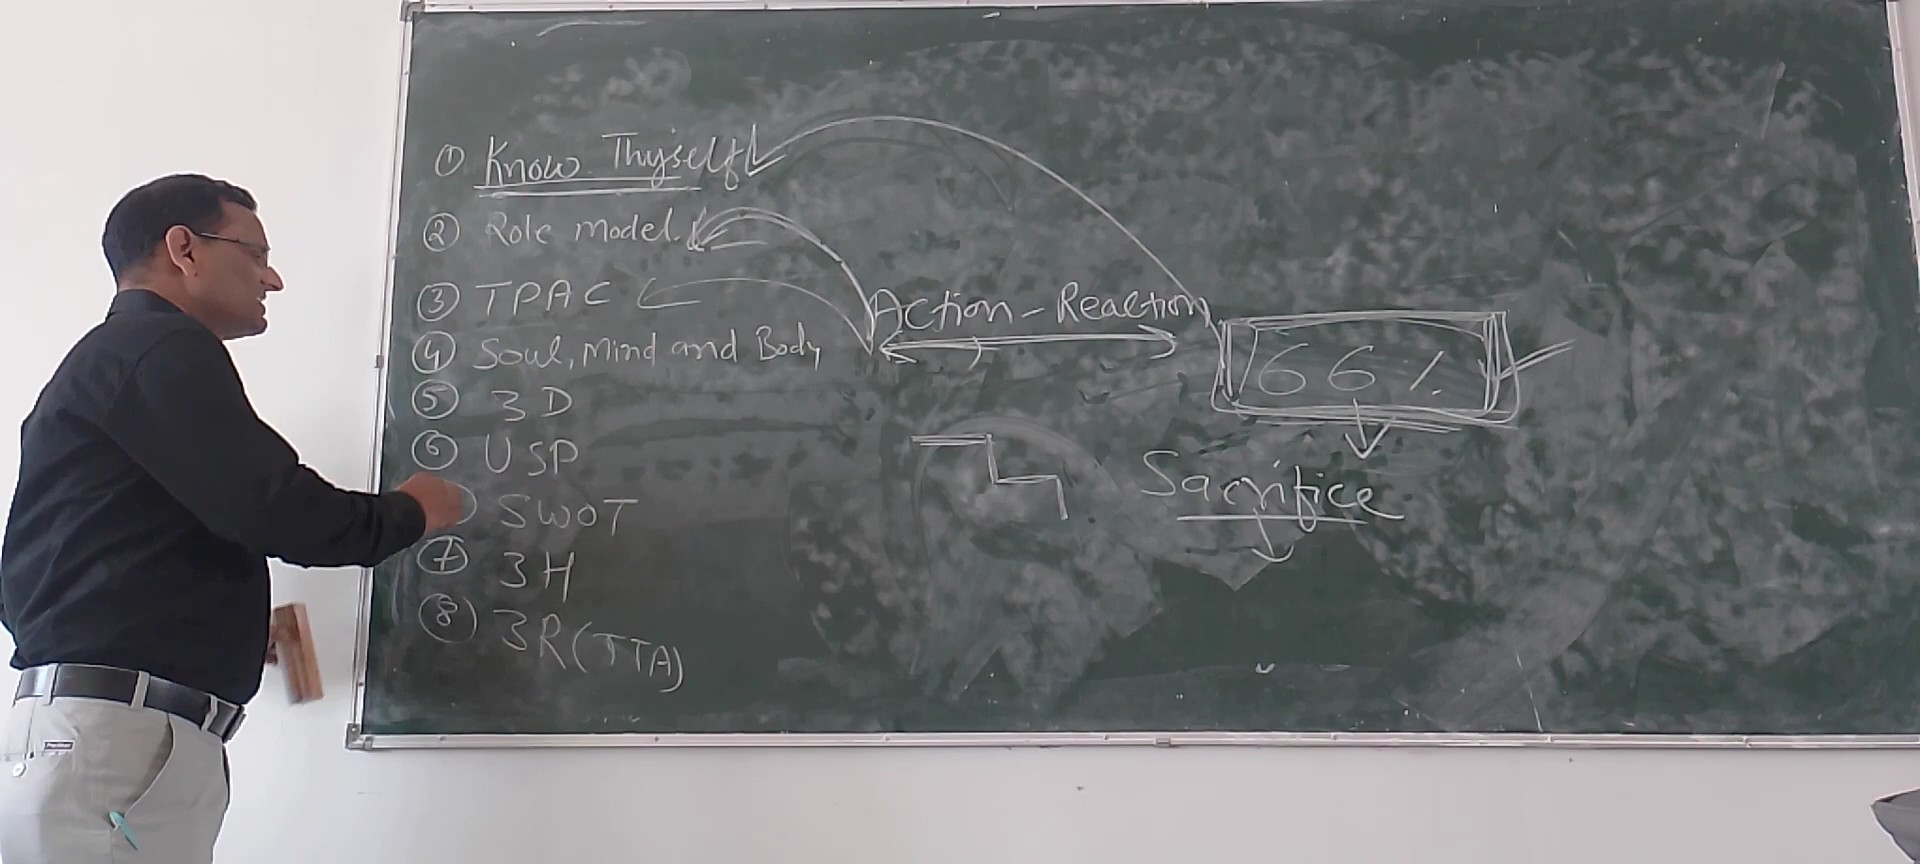 ① Know Thyself
② Role model.
③ TPAC
④ Soul, Mind and Body
⑤ 3D
⑥ USP
SWOT
⑦ 3H
⑧ 3R (TTA)
Action - Reaction
66%
Sacrifice